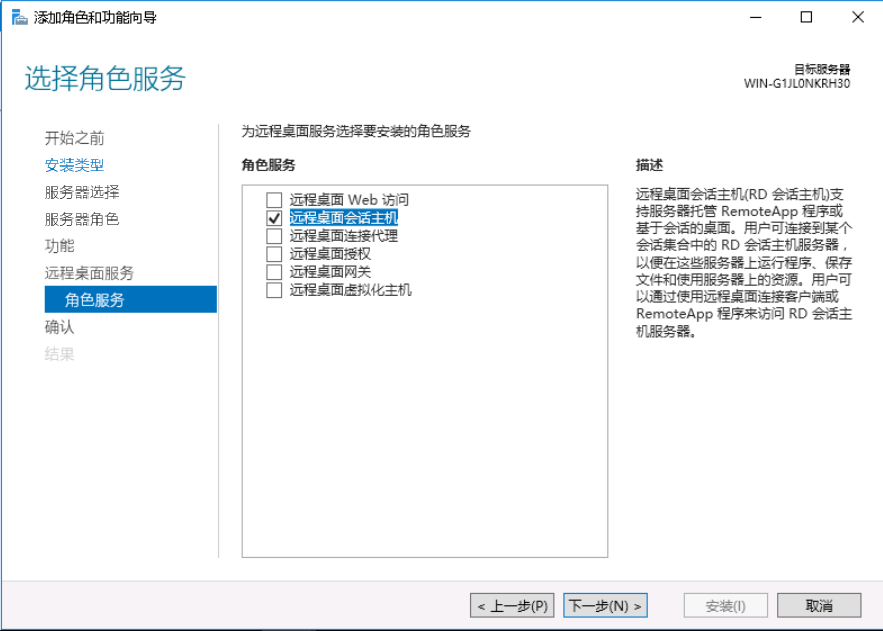 添加角色和功能向导
选择角色服务
目标服务器
WIN-G1JL0NKRH30
开始之前
安装类型
服务器选择
服务器角色
功能
远程桌面服务
角色服务
确认
结果
为远程桌面服务选择要安装的角色服务
角色服务
远程桌面 Web 访问
远程桌面会话主机
远程桌面连接代理
远程桌面授权
远程桌面网关
远程桌面虚拟化主机
描述
远程桌面会话主机(RD 会话主机)支
持服务器托管 RemoteApp 程序或
基于会话的桌面。用户可连接到某个
会话集合中的 RD 会话主机服务器，
以便在这些服务器上运行程序、保存
文件和使用服务器上的资源。用户可
以通过使用远程桌面连接客户端或
RemoteApp 程序来访问 RD 会话主
机服务器。
< 上一步(P)
下一步(N) >
安装(I)
取消